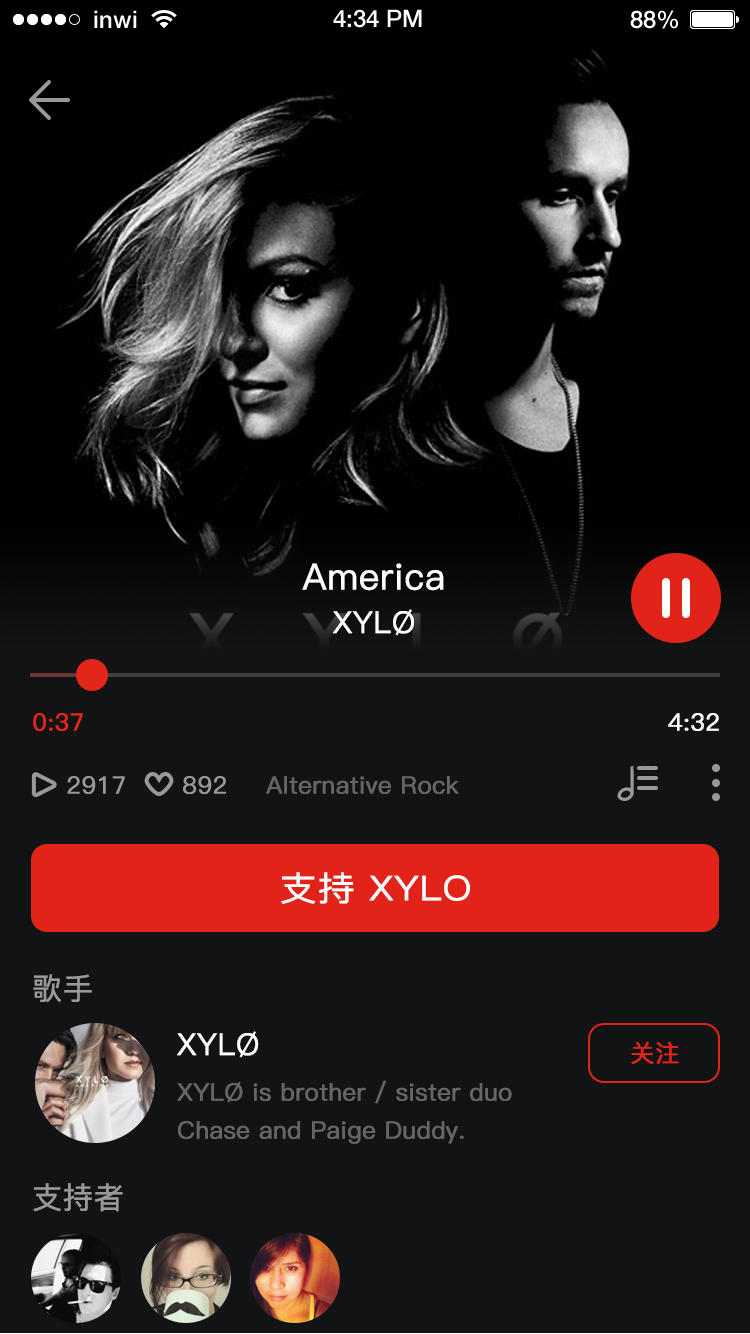 inwi 4:34 PM 88%
America
XYLØ
X Y L Ø
0:37 4:32
2917 892 Alternative Rock
支持 XYLO
歌手
XYLØ
关注
XYLØ
XYLØ is brother / sister duo
Chase and Paige Duddy.
支持者